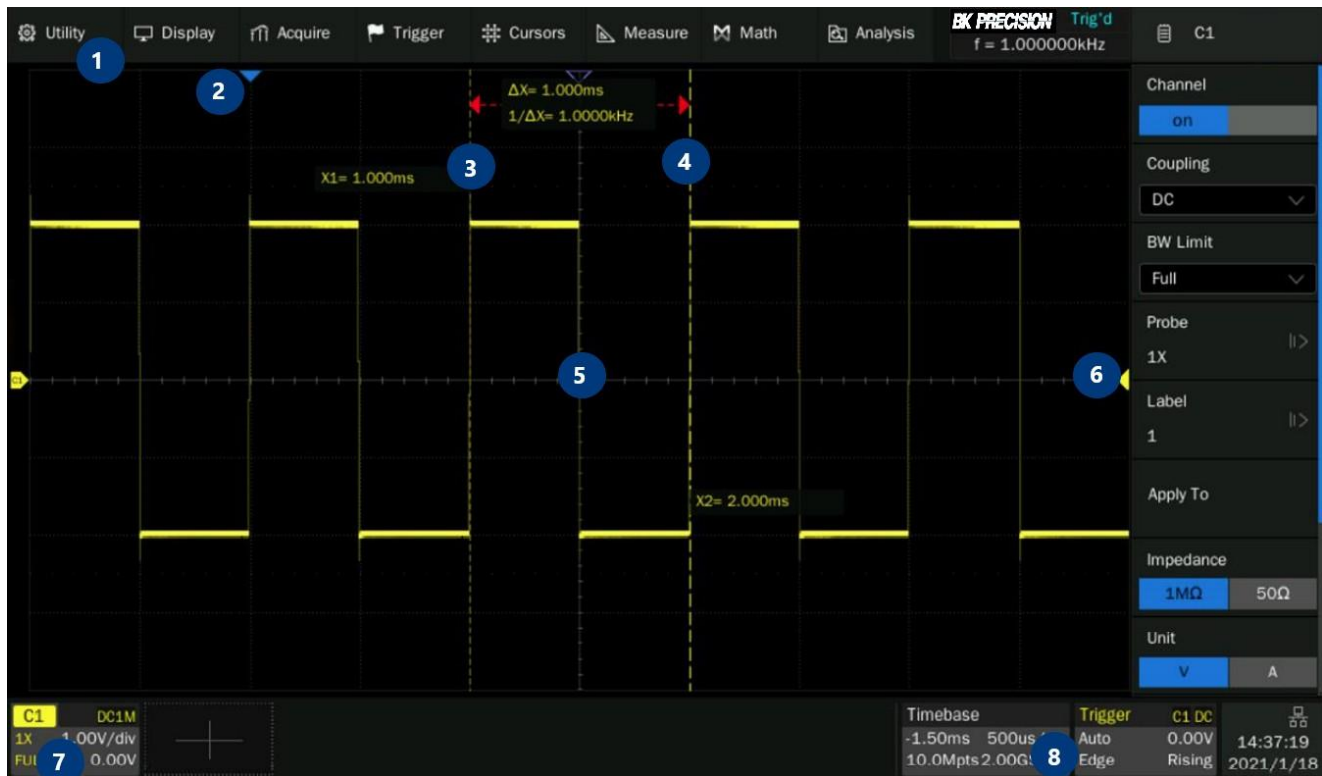 Utility Display Acquire Trigger Cursors Measure Math Analysis
BK PRECISION Trig'd
f = 1.000000kHz
C1
1
2
ΔX= 1.000ms
1/ΔX= 1.0000kHz
3
4
X1= 1.000ms
5
6
C1
X2= 2.000ms
Channel
on
Coupling
DC
BW Limit
Full
Probe
1X
Label
1
Apply To
Impedance
1MΩ 50Ω
Unit
V A
C1 DC1M
1X 1.00V/div
7 0.00V
Timebase
-1.50ms 500us
10.0Mpts
8
Trigger C1 DC
Auto 0.00V
Edge Rising
14:37:19
2021/1/18